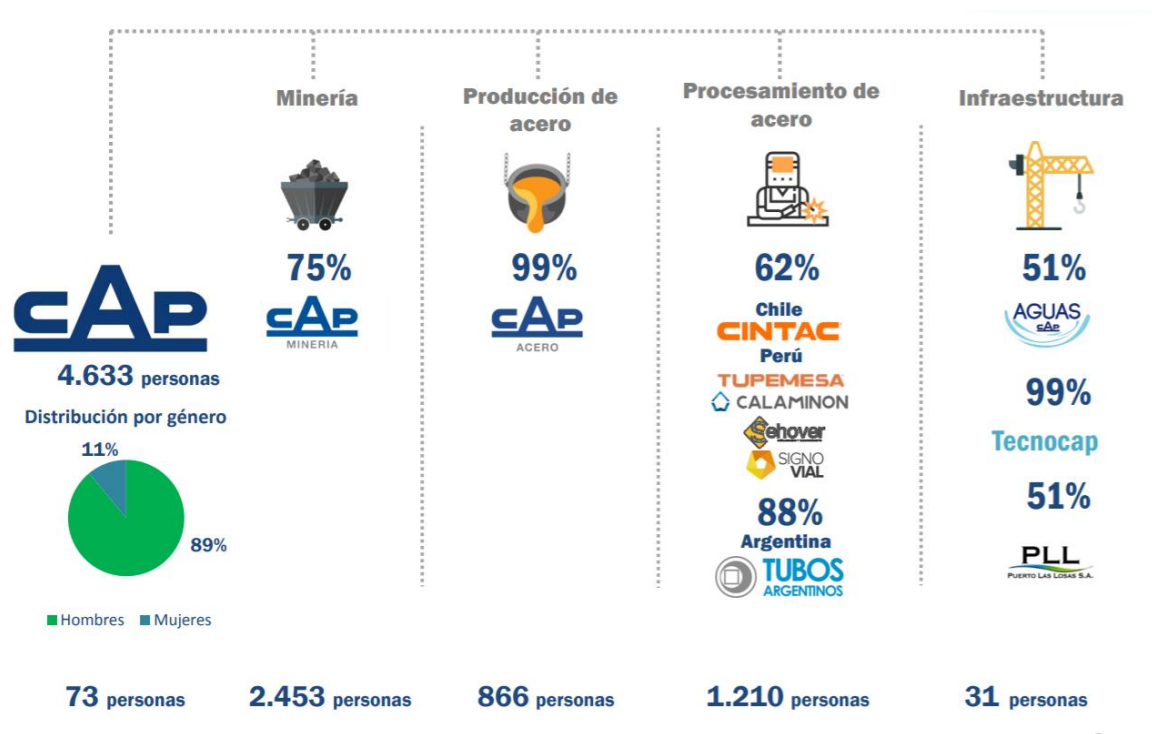 Minería
Producción de
acero
Procesamiento de
acero
Infraestructura
CAP
4.633 personas
Distribución por género
11%
89%
Hombres Mujeres
75%
CAP
MINERIA
99%
CAP
ACERO
62%
Chile
CINTAC
Perú
TUPEMESA
CALAMINON
Sehover
SIGNO
VIAL
88%
Argentina
TUBOS
ARGENTINOS
51%
AGUAS
CAP
99%
Tecnocap
51%
PLL
PUERTO LAS LOSAS S.A.
73 personas 2.453 personas 866 personas 1.210 personas 31 personas